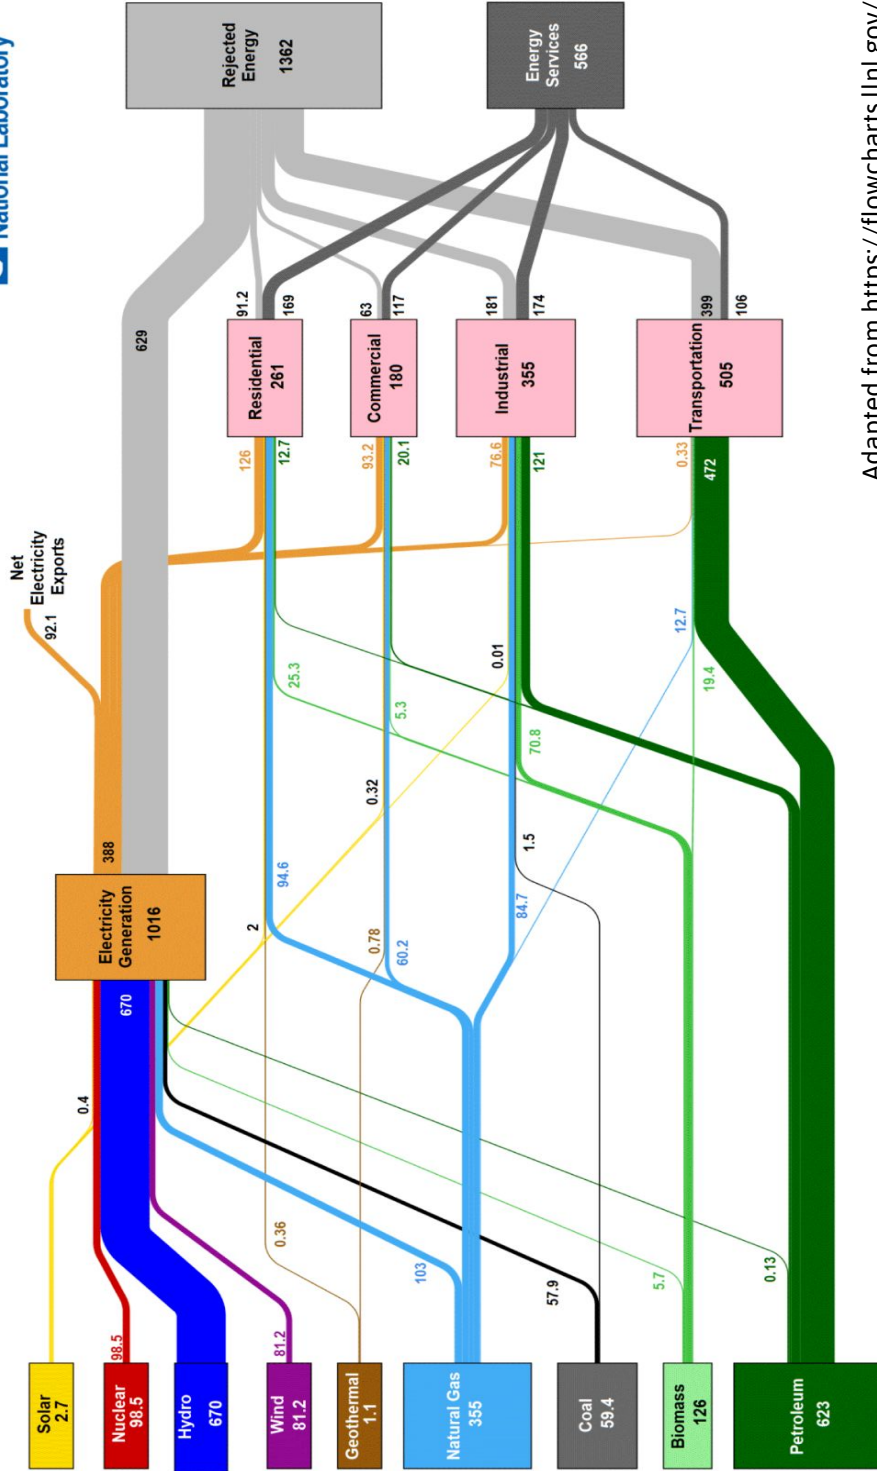 National Laboratory
Net
Electricity
Exports
92.1
Solar
2.7
Nuclear
98.5
Hydro
670
Wind
81.2
Geothermal
1.1
Natural Gas
355
Coal
59.4
Biomass
126
Petroleum
623
98.5
81.2
0.36
103
57.9
5.7
0.13
0.4
670
Electricity
Generation
1016
388
2
0.78
60.2
94.6
84.7
1.5
0.32
0.01
25.3
5.3
70.8
12.7
19.4
629
126
12.7
93.2
20.1
76.6
121
0.33
472
Residential
261
Commercial
180
Industrial
355
Transportation
505
91.2
169
63
117
181
174
399
106
Rejected
Energy
1362
Energy
Services
566
Adapted from https://flowcharts.llnl.gov/